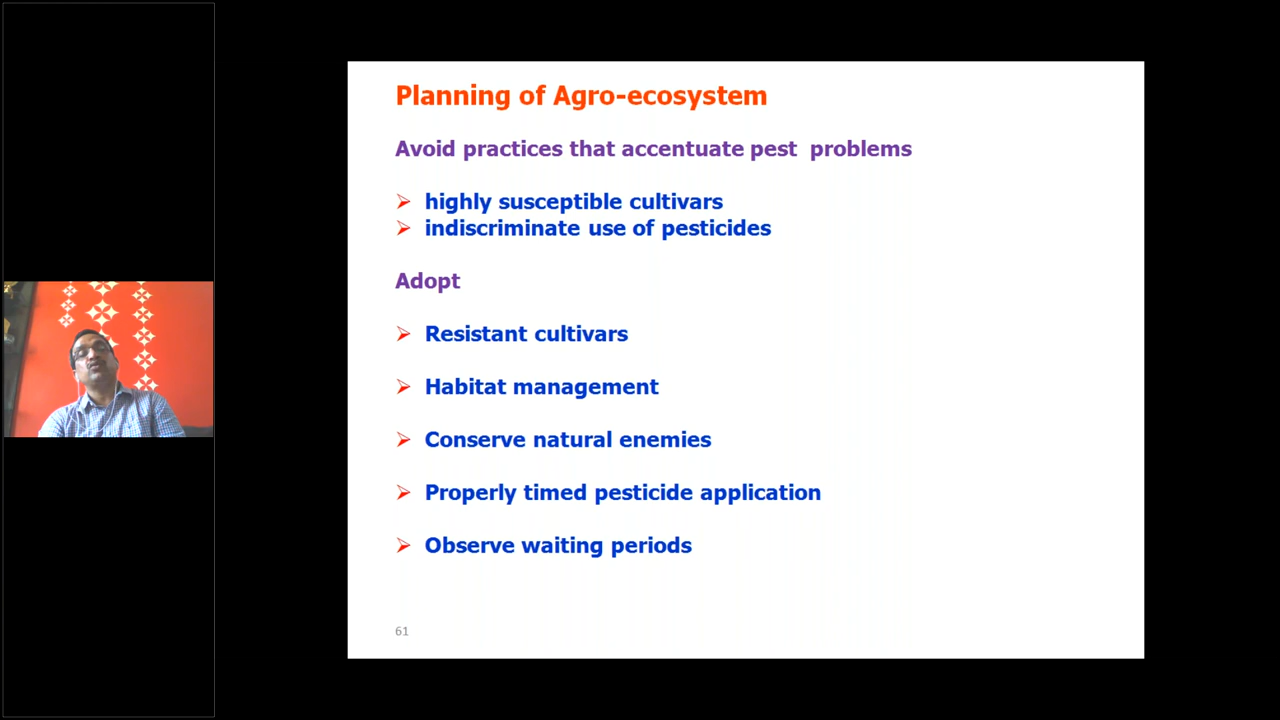 Planning of Agro-ecosystem
Avoid practices that accentuate pest problems
highly susceptible cultivars
indiscriminate use of pesticides
Adopt
Resistant cultivars
Habitat management
Conserve natural enemies
Properly timed pesticide application
Observe waiting periods
61